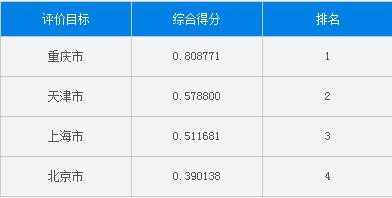 评价目标 综合得分 排名
重庆市 0.808771 1
天津市 0.578800 2
上海市 0.511681 3
北京市 0.390138 4